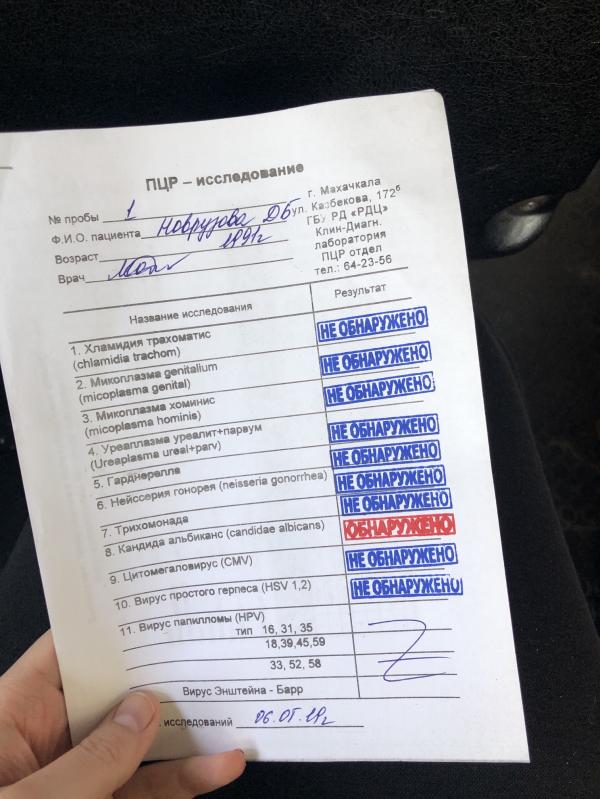 ПЦР – исследование
№ пробы 1
Ф.И.О. пациента Новрузова ДБ
Возраст 1991г
Врач
г. Махачкала
ул. Казбекова, 172б
ГБУ РД «РДЦ»
Клин-Диагн.
лаборатория
ПЦР отдел
тел.: 64-23-56
Название исследования Результат
1. Хламидия трахоматис НЕ ОБНАРУЖЕНО
(chlamidia trachom)
2. Микоплазма genitalium НЕ ОБНАРУЖЕНО
(micoplasma genital)
3. Микоплазма хоминис НЕ ОБНАРУЖЕНО
(micoplasma hominis)
4. Уреаплазма уреалит+парвум НЕ ОБНАРУЖЕНО
(Ureaplasma ureal+parv)
5. Гарднерелла НЕ ОБНАРУЖЕНО
6. Нейссерия гонорея (neisseria gonorrhea) НЕ ОБНАРУЖЕНО
7. Трихомонада НЕ ОБНАРУЖЕНО
8. Кандида альбиканс (candidae albicans) ОБНАРУЖЕНО
9. Цитомегаловирус (CMV) НЕ ОБНАРУЖЕНО
10. Вирус простого герпеса (HSV 1,2) НЕ ОБНАРУЖЕНО
11. Вирус папилломы (HPV)
тип 16, 31, 35
18,39,45,59
33, 52, 58
Вирус Энштейна - Барр
исследований 06.05.19г